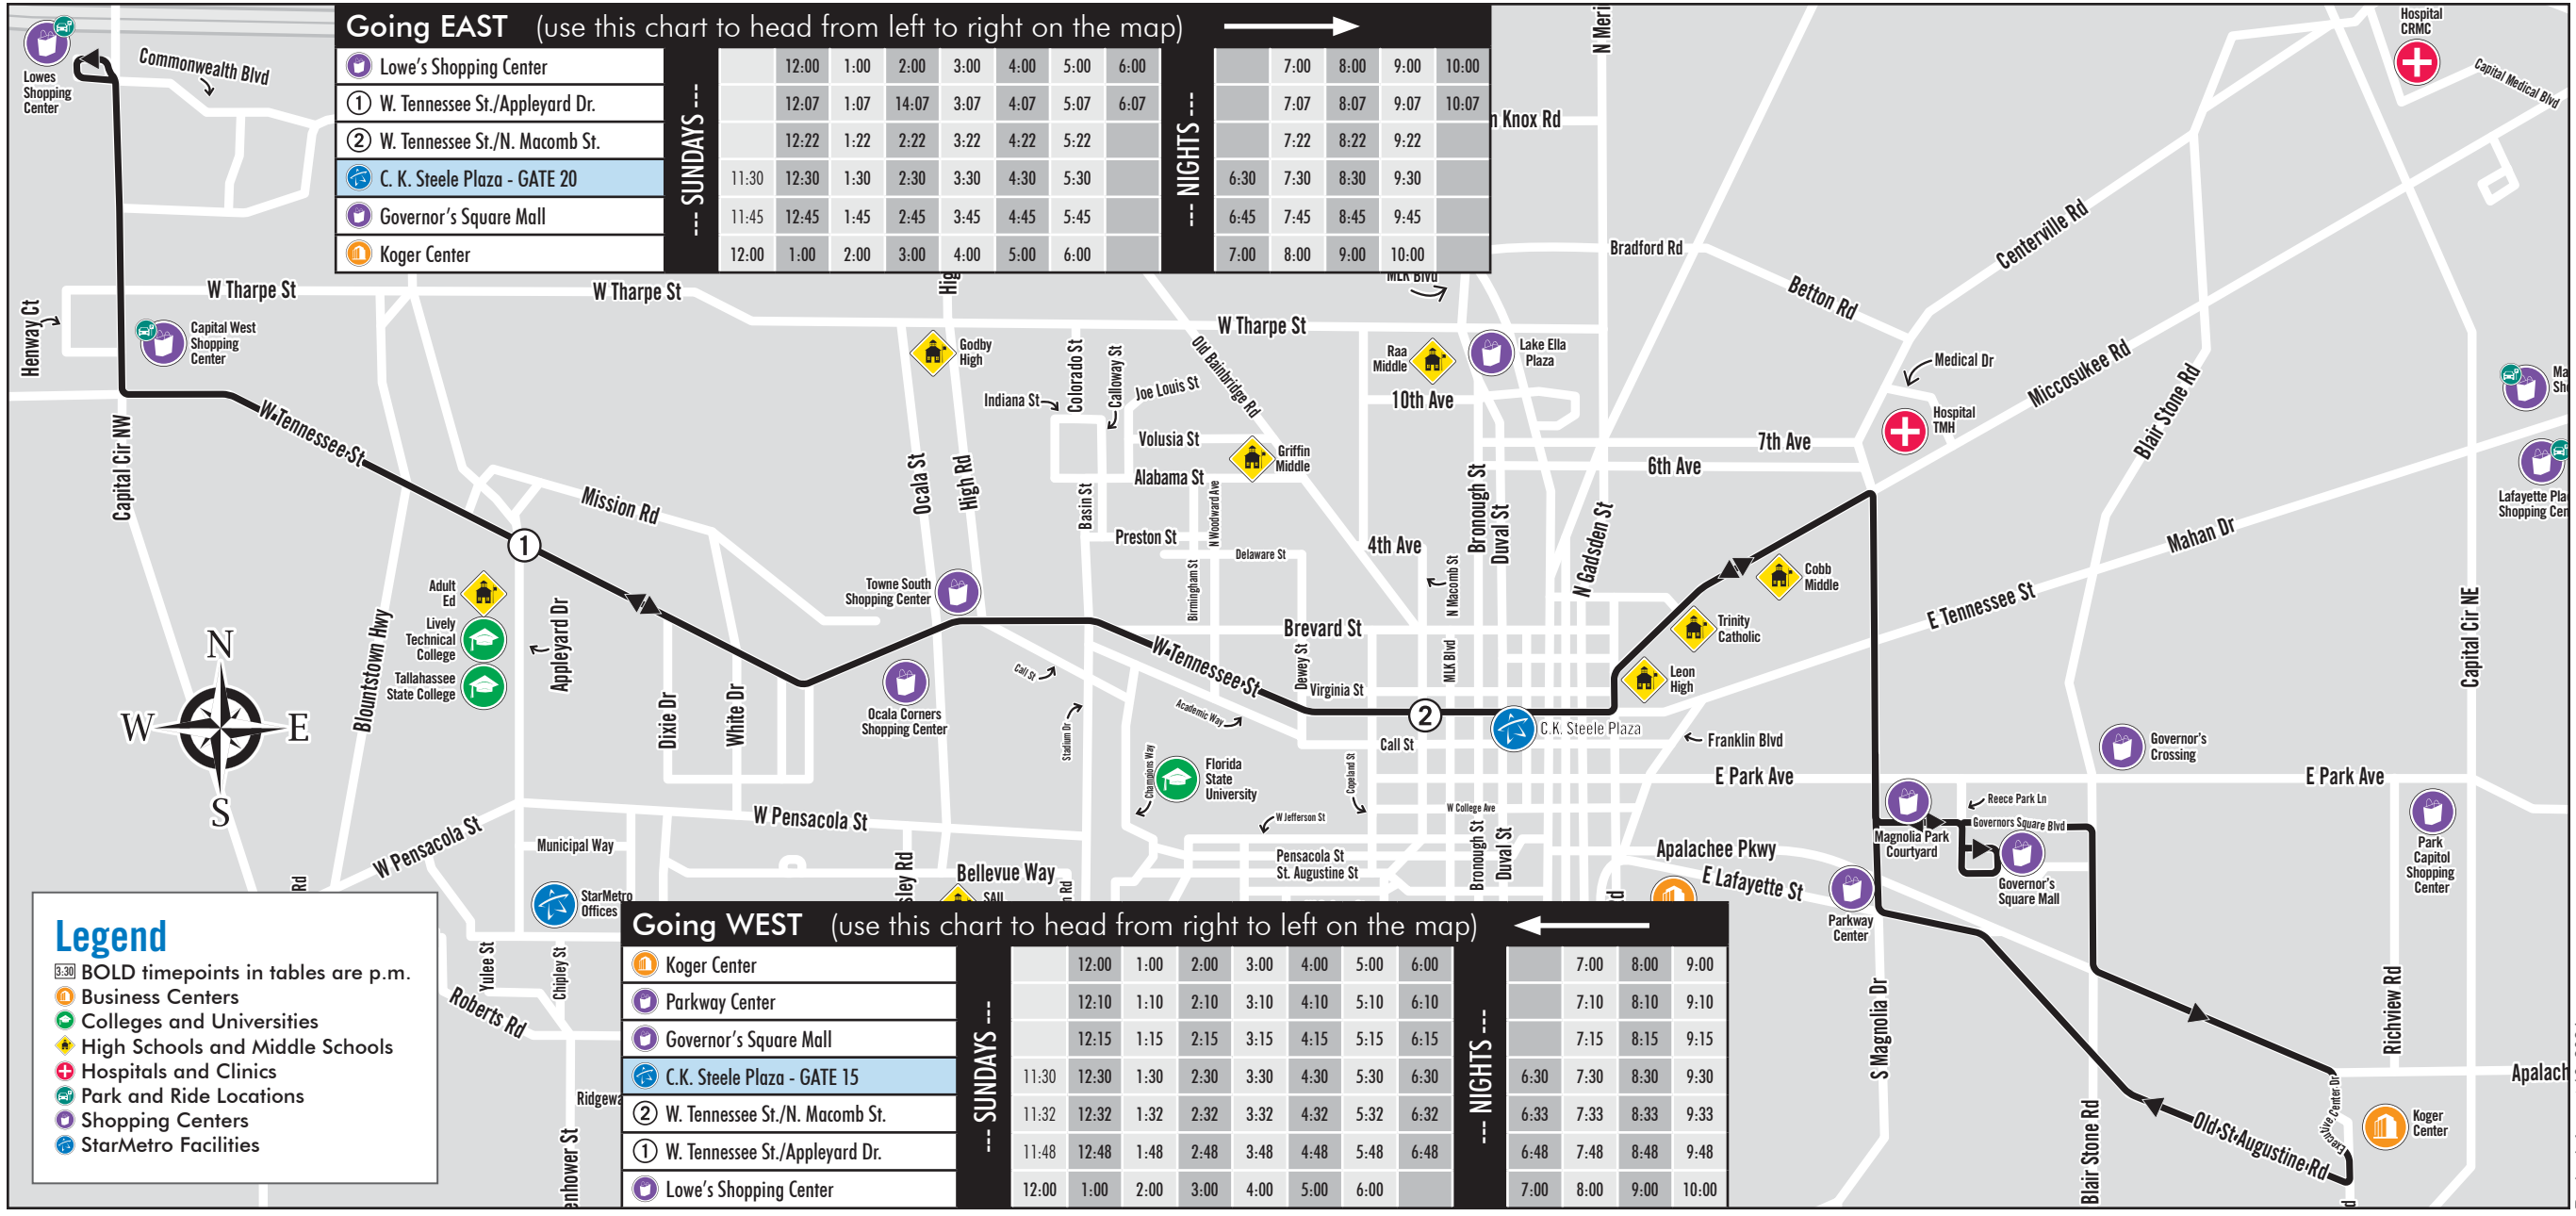 Going EAST (use this chart to head from left to right on the map)
Lowe's Shopping Center 12:00 1:00 2:00 3:00 4:00 5:00 6:00 7:00 8:00 9:00 10:00
1 W. Tennessee St./Appleyard Dr. 12:07 1:07 14:07 3:07 4:07 5:07 6:07 7:07 8:07 9:07 10:07
2 W. Tennessee St./N. Macomb St. 12:22 1:22 2:22 3:22 4:22 5:22 7:22 8:22 9:22
C. K. Steele Plaza - GATE 20 11:30 12:30 1:30 2:30 3:30 4:30 5:30 6:30 7:30 8:30 9:30
Governor's Square Mall 11:45 12:45 1:45 2:45 3:45 4:45 5:45 6:45 7:45 8:45 9:45
Koger Center 12:00 1:00 2:00 3:00 4:00 5:00 6:00 7:00 8:00 9:00 10:00
--- SUNDAYS ---
--- NIGHTS ---
Lowes
Shopping
Center
Commonwealth Blvd
N Meri
n Knox Rd
Hospital
CRMC
Capital Medical Blvd
Bradford Rd
Centerville Rd
Betton Rd
MLK Blvd
Henwey Ct
W Tharpe St
W Tharpe St
W Tharpe St
Hig
Capital West
Shopping
Center
Godby
High
Colorado St
Calloway St
Indiana St
Joe Louis St
Old Bainbridge Rd
Raa
Middle
Lake Ella
Plaza
10th Ave
Medical Dr
Hospital
TMH
Miccosukee Rd
Blair Stone Rd
Ma
Sho
Lafayette Pla
Shopping Cen
Capital Cir NW
W Tennessee St
Volusia St
Griffin
Middle
Alabama St
7th Ave
6th Ave
Mission Rd
Ocala St
High Rd
Basin St
N Woodward Ave
Preston St
Delaware St
4th Ave
Bronough St
Duval St
N Gadsden St
Mahan Dr
1
Adult
Ed
Lively
Technical
College
Tallahassee
State College
Appleyard Dr
Blountstown Hwy
Towne South
Shopping Center
Birmingham St
N Macomb St
Cobb
Middle
Trinity
Catholic
Leon
High
E Tennessee St
Capital Cir NE
Brevard St
W Tennessee St
Dewey St
MLK Blvd
Virginia St
Call St
N
W E
S
Dixie Dr
White Dr
Ocala Corners
Shopping Center
Stadium Dr
Academic Way
2
C.K. Steele Plaza
Call St
Franklin Blvd
Governor's
Crossing
Champions Way
Florida
State
University
Copeland St
E Park Ave
E Park Ave
W Pensacola St
W Pensacola St
W Jefferson St
W College Ave
Reece Park Ln
Governors Square Blvd
Magnolia Park
Courtyard
Governor's
Square Mall
Park
Capitol
Shopping
Center
Municipal Way
Bellevue Way
Pensacola St
St. Augustine St
Bronough St
Duval St
Apalachee Pkwy
E Lafayette St
Parkway
Center
Rd
sley Rd
SAIL
n Rd
rd
StarMetro
Offices
Legend
3:30 BOLD timepoints in tables are p.m.
Business Centers
Colleges and Universities
High Schools and Middle Schools
Hospitals and Clinics
Park and Ride Locations
Shopping Centers
StarMetro Facilities
Yulee St
Chipley St
Roberts Rd
Ridgewa
enhower St
Going WEST (use this chart to head from right to left on the map)
Koger Center 12:00 1:00 2:00 3:00 4:00 5:00 6:00 7:00 8:00 9:00
Parkway Center 12:10 1:10 2:10 3:10 4:10 5:10 6:10 7:10 8:10 9:10
Governor's Square Mall 12:15 1:15 2:15 3:15 4:15 5:15 6:15 7:15 8:15 9:15
C.K. Steele Plaza - GATE 15 11:30 12:30 1:30 2:30 3:30 4:30 5:30 6:30 6:30 7:30 8:30 9:30
2 W. Tennessee St./N. Macomb St. 11:32 12:32 1:32 2:32 3:32 4:32 5:32 6:32 6:33 7:33 8:33 9:33
1 W. Tennessee St./Appleyard Dr. 11:48 12:48 1:48 2:48 3:48 4:48 5:48 6:48 6:48 7:48 8:48 9:48
Lowe's Shopping Center 12:00 1:00 2:00 3:00 4:00 5:00 6:00 7:00 8:00 9:00 10:00
--- SUNDAYS ---
--- NIGHTS ---
S Magnolia Dr
Blair Stone Rd
Richview Rd
Apalach
Executive Center Dr
Koger
Center
Old St Augustine Rd
d